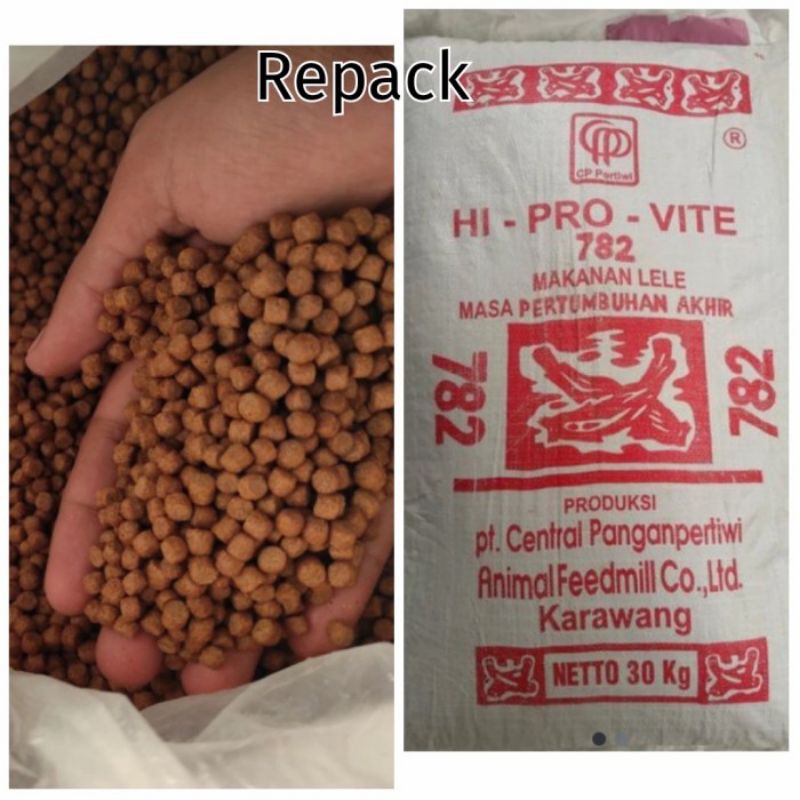 Repack
CP Pertiwi
®
HI - PRO - VITE
782
MAKANAN LELE
MASA PERTUMBUHAN AKHIR
782
782
PRODUKSI
pt. Central Panganpertiwi
Animal Feedmill Co.,Ltd.
Karawang
NETTO 30 Kg